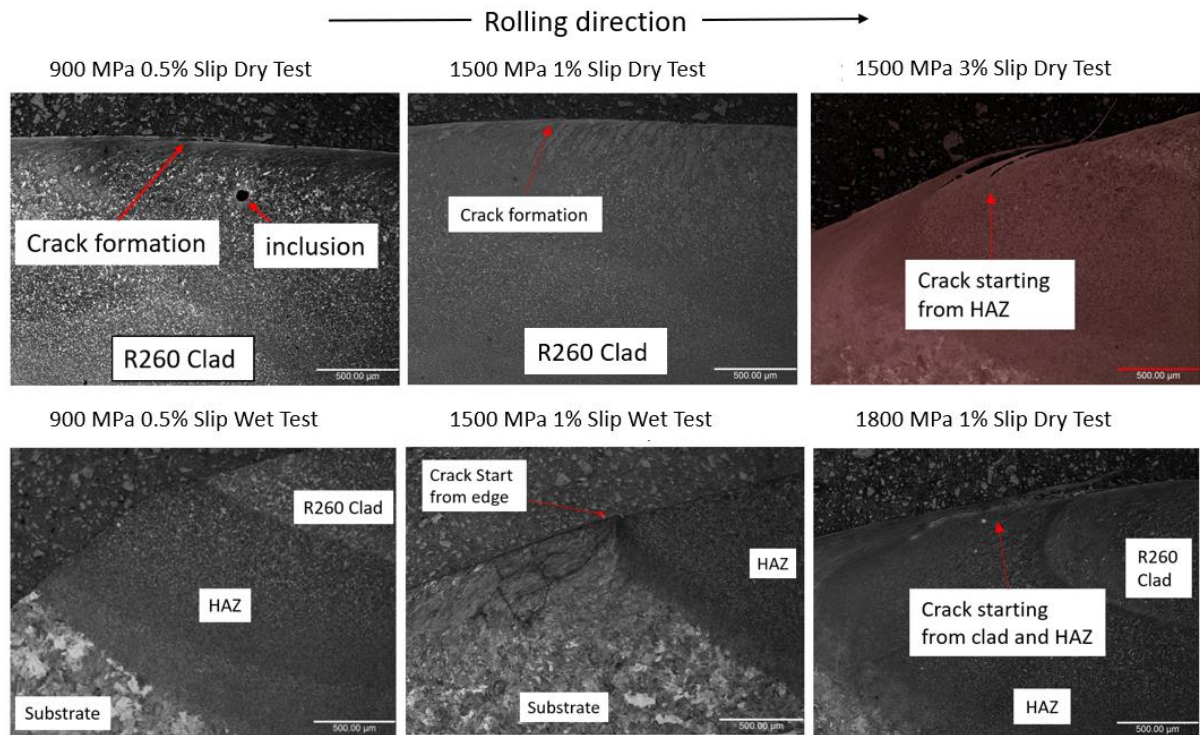 Rolling direction
900 MPa 0.5% Slip Dry Test
1500 MPa 1% Slip Dry Test
1500 MPa 3% Slip Dry Test
Crack formation
inclusion
R260 Clad
500.00 µm
Crack formation
R260 Clad
500.00 µm
Crack starting
from HAZ
500.00 µm
900 MPa 0.5% Slip Wet Test
1500 MPa 1% Slip Wet Test
1800 MPa 1% Slip Dry Test
R260 Clad
HAZ
Substrate
500.00 µm
Crack Start
from edge
HAZ
Substrate
500.00 µm
R260
Clad
Crack starting
from clad and HAZ
HAZ
500.00 µm